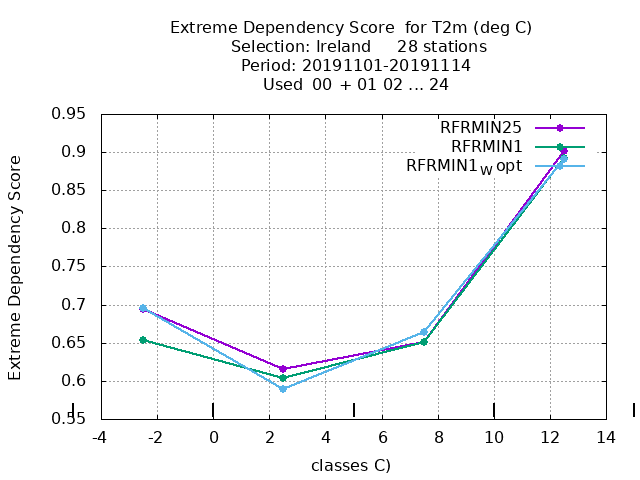 Extreme Dependency Score for T2m (deg C)
Selection: Ireland 28 stations
Period: 20191101-20191114
Used 00 + 01 02 ... 24
0.95
0.9
0.85
0.8
0.75
0.7
0.65
0.6
0.55
Extreme Dependency Score
RFRMIN25
RFRMIN1
RFRMIN1W opt
-4 -2 0 2 4 6 8 10 12 14
classes C)